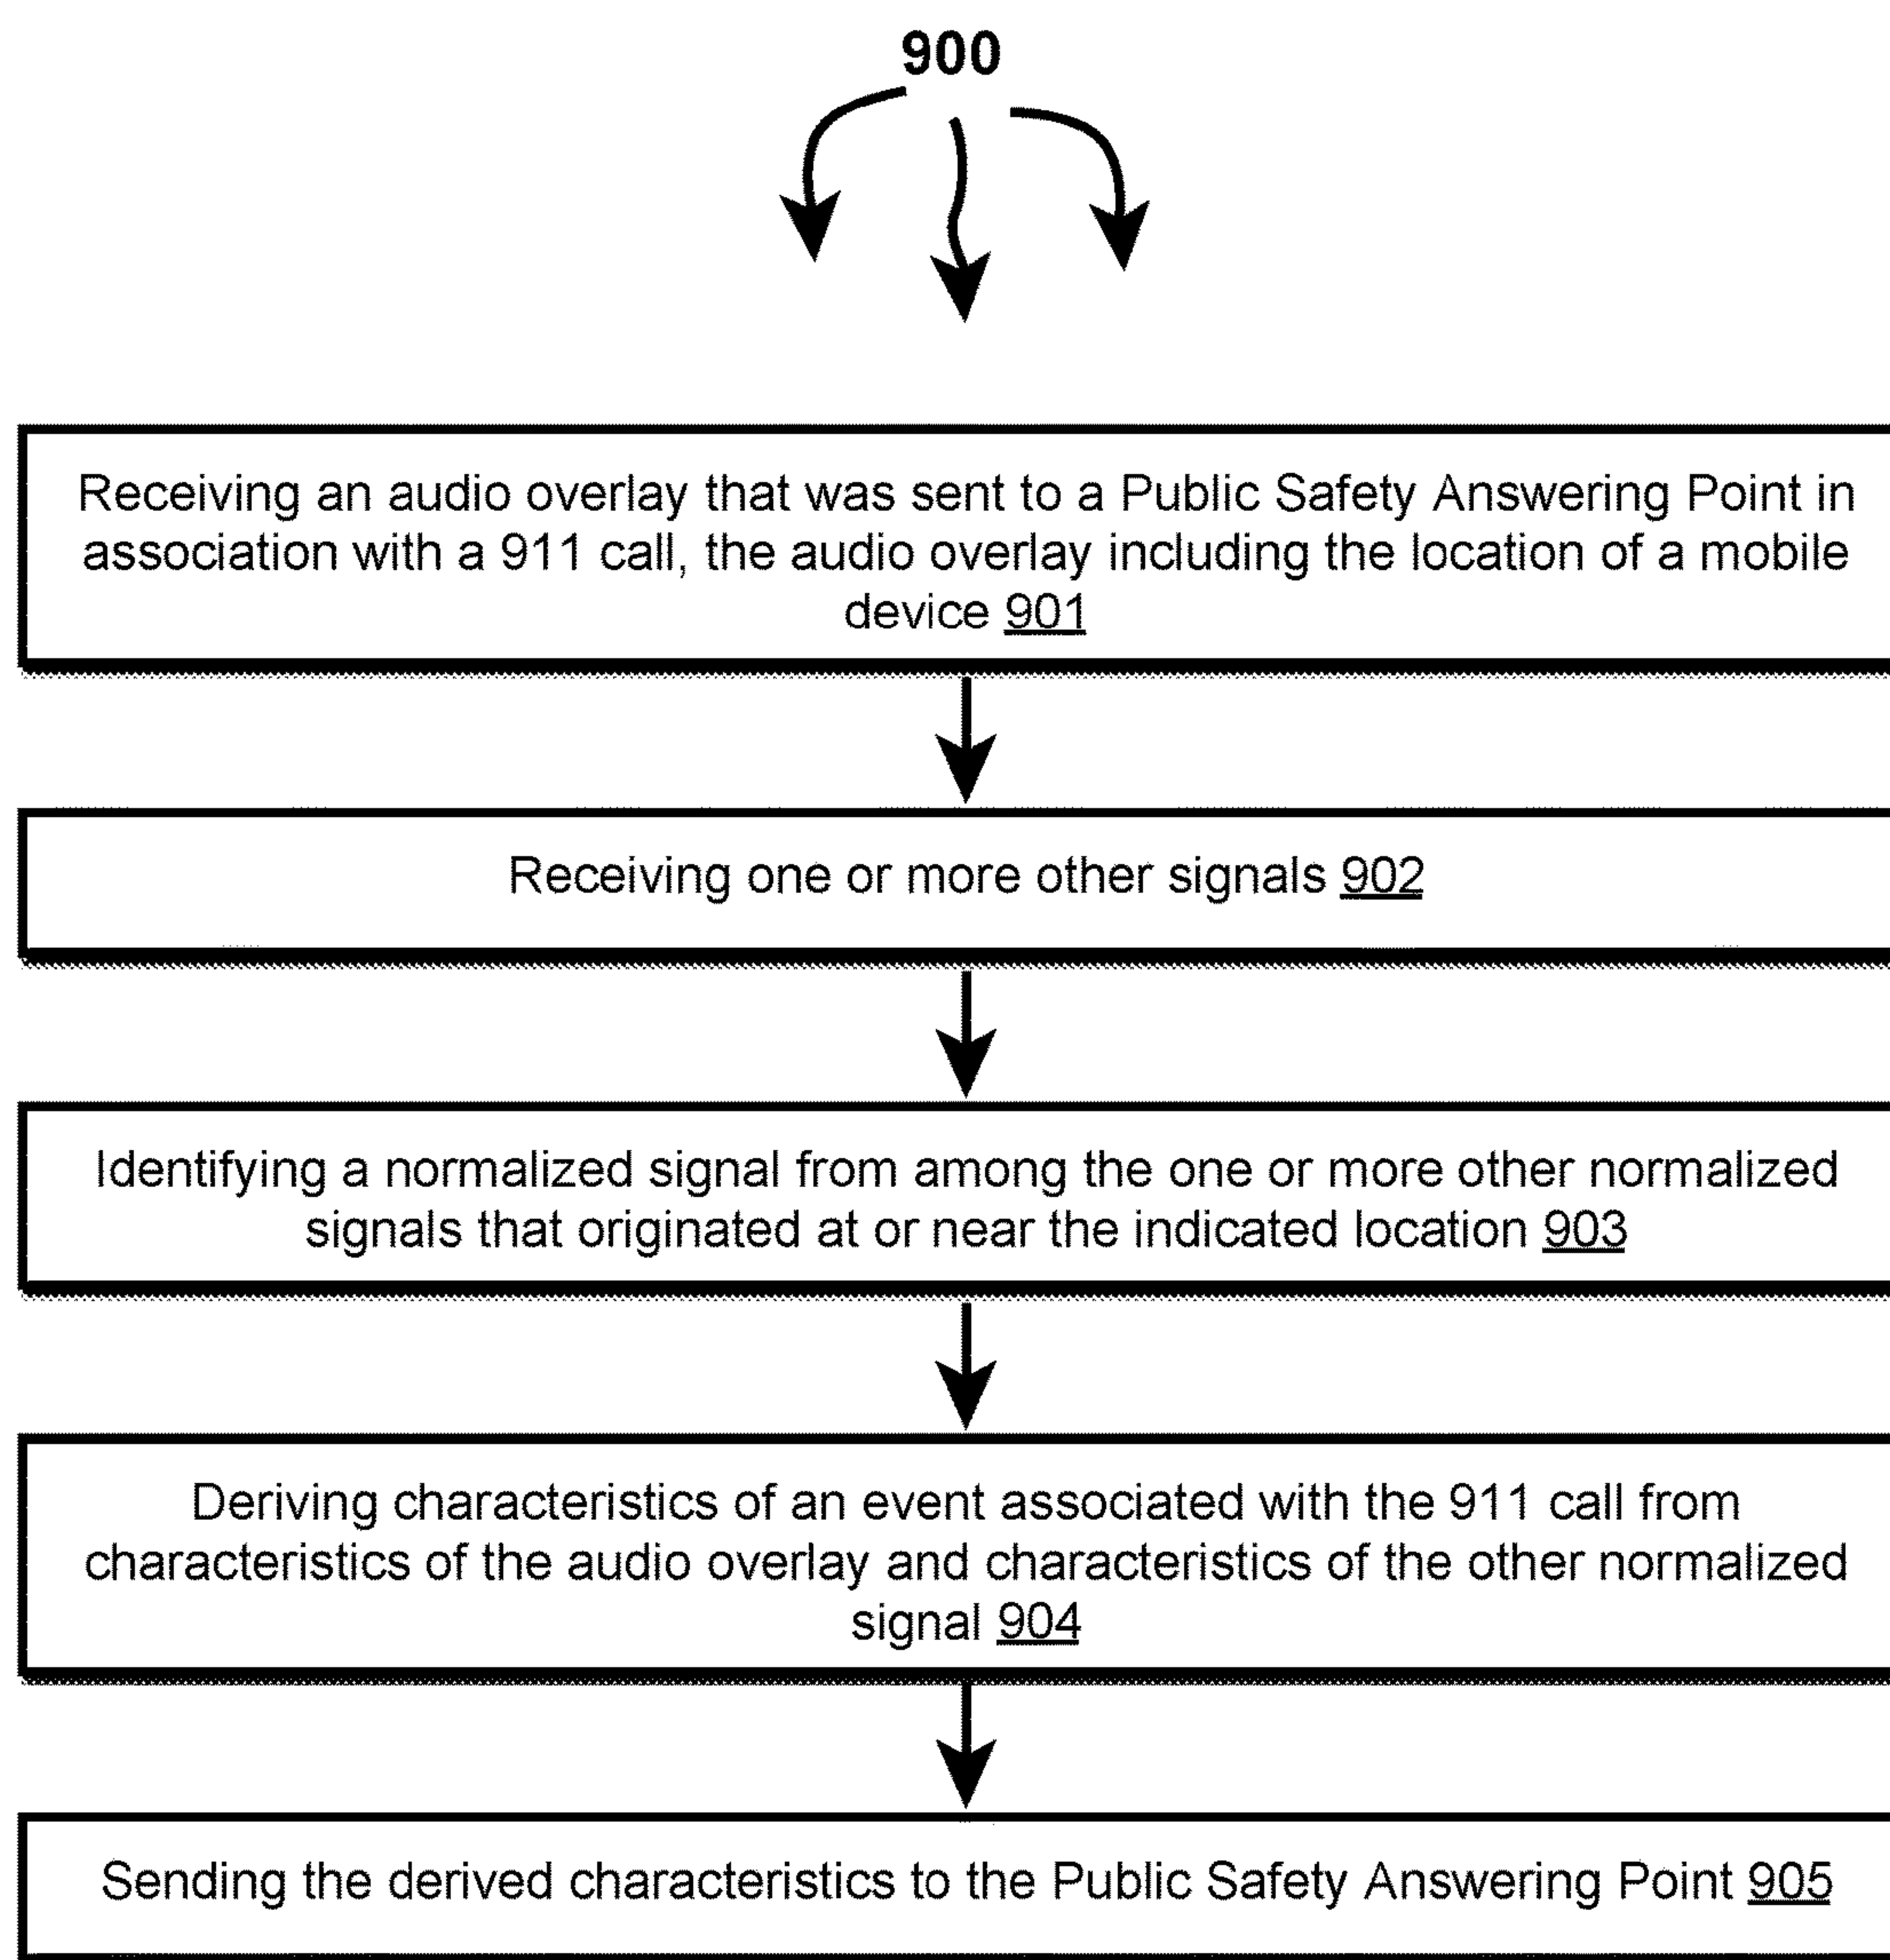 900
Receiving an audio overlay that was sent to a Public Safety Answering Point in
association with a 911 call, the audio overlay including the location of a mobile
device 901
Receiving one or more other signals 902
Identifying a normalized signal from among the one or more other normalized
signals that originated at or near the indicated location 903
Deriving characteristics of an event associated with the 911 call from
characteristics of the audio overlay and characteristics of the other normalized
signal 904
Sending the derived characteristics to the Public Safety Answering Point 905